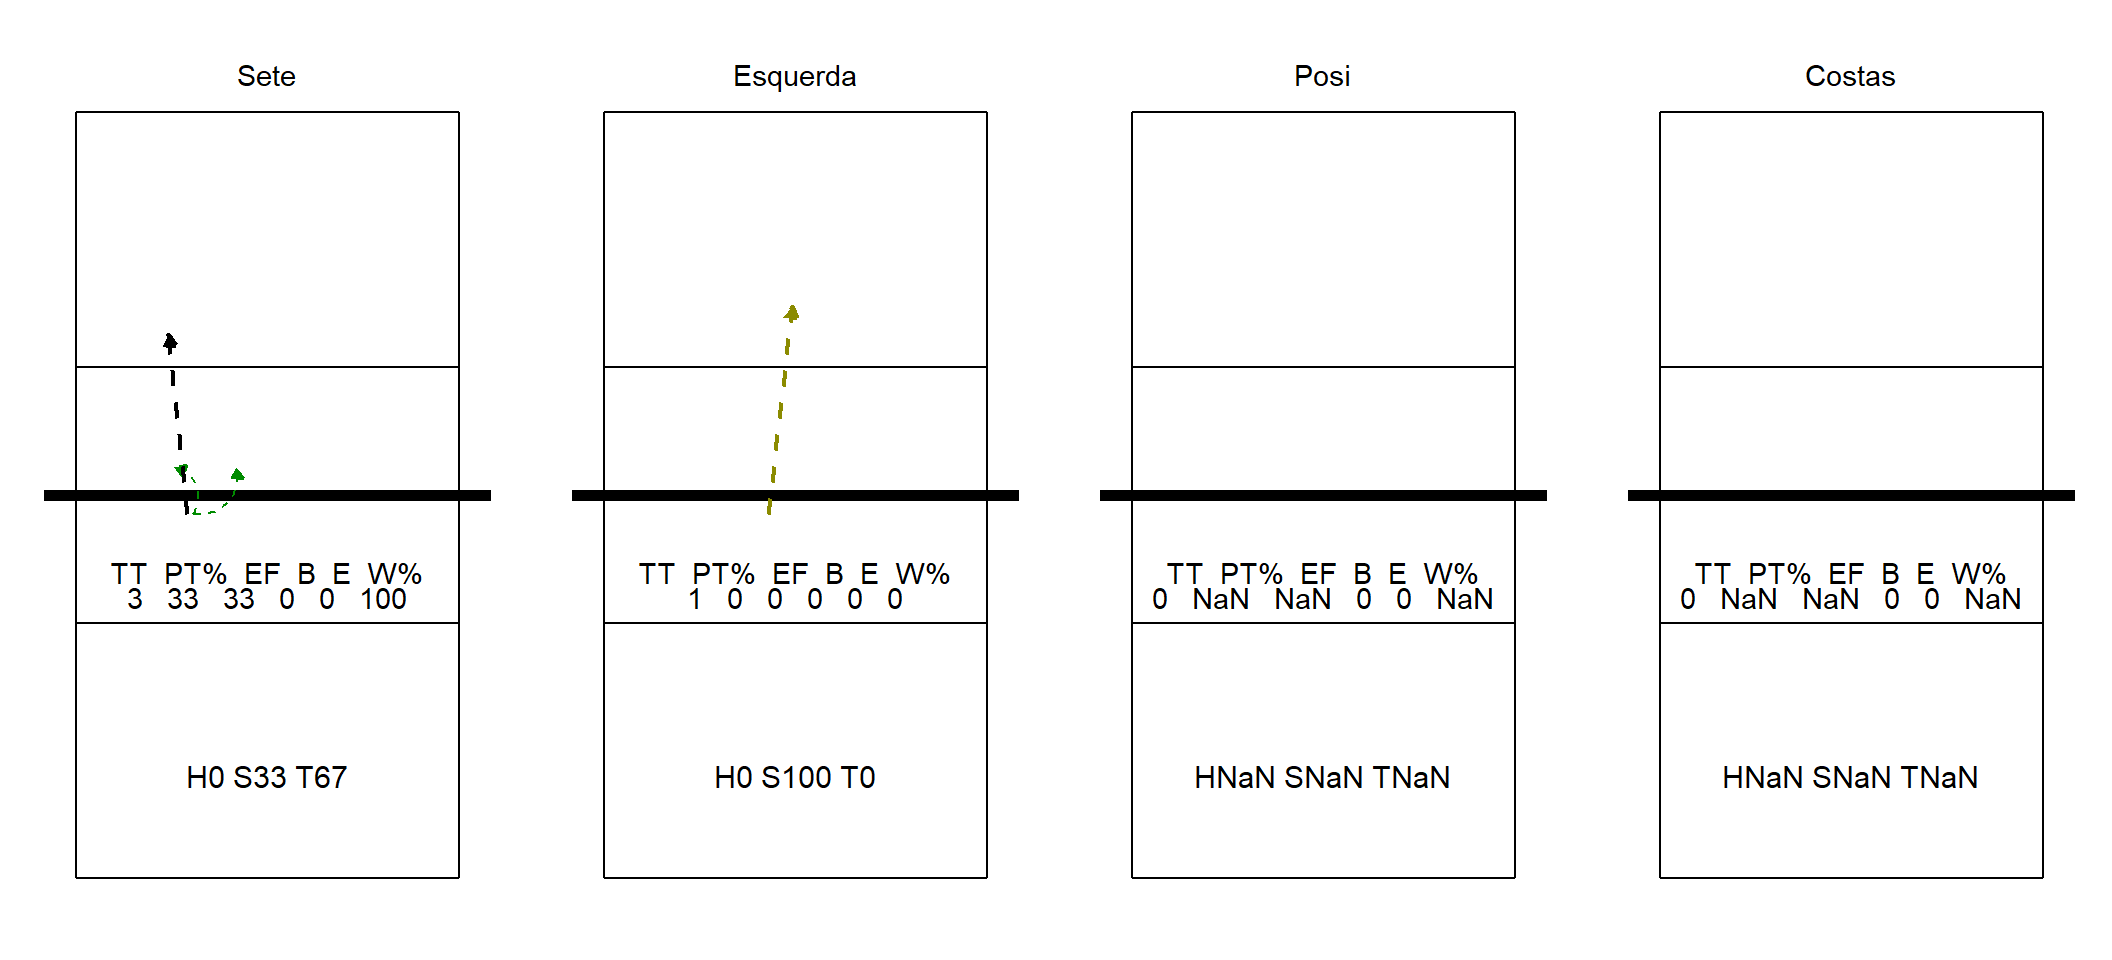 Sete
TT PT% EF B E W%
3 33 33 0 0 100
H0 S33 T67
Esquerda
TT PT% EF B E W%
1 0 0 0 0 0
H0 S100 T0
Posi
TT PT% EF B E W%
0 NaN NaN 0 0 NaN
HNaN SNaN TNaN
Costas
TT PT% EF B E W%
0 NaN NaN 0 0 NaN
HNaN SNaN TNaN